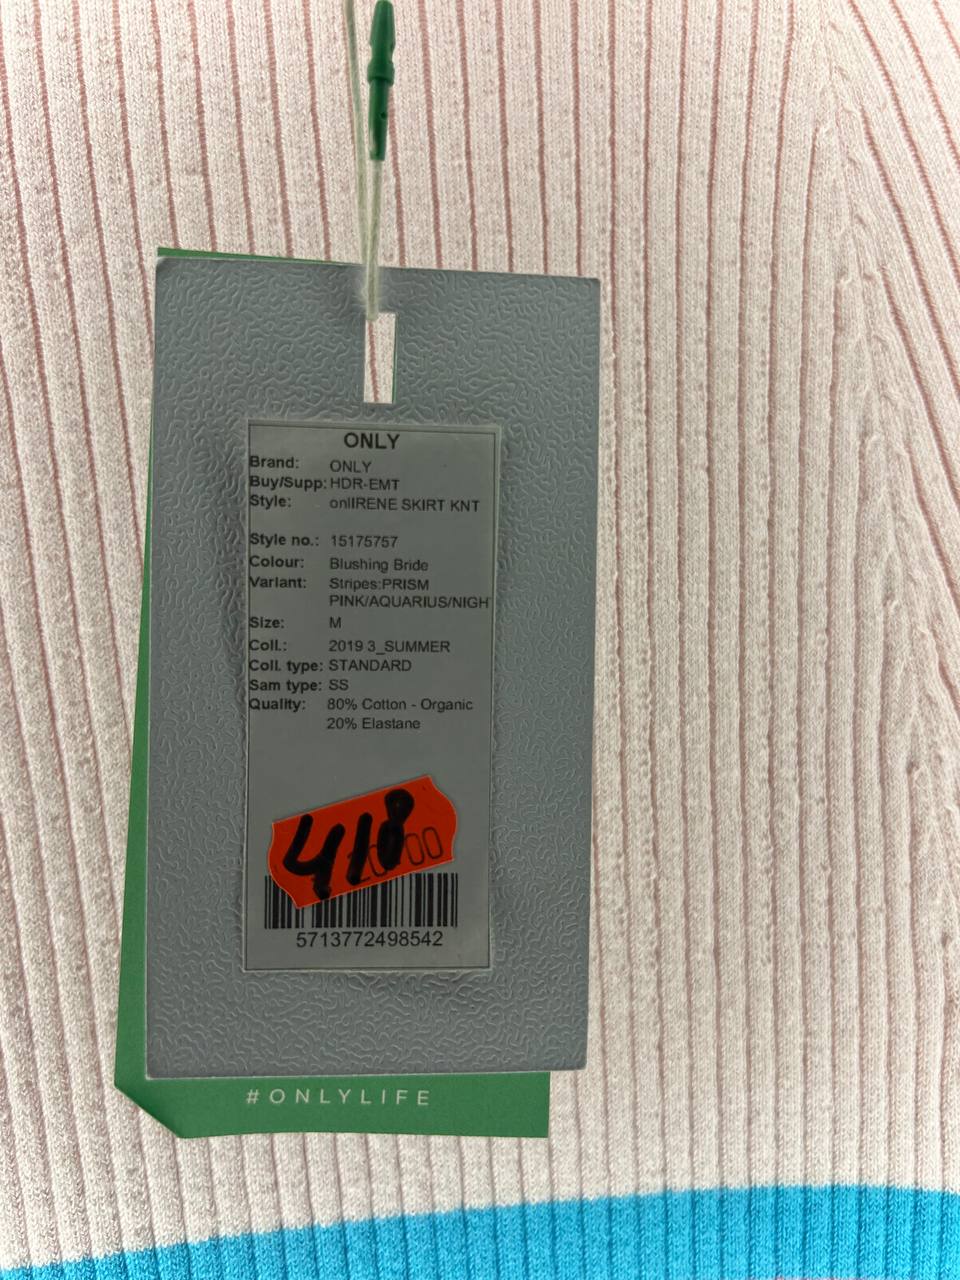 ONLY
Brand: ONLY
Buy/Supp: HDR-EMT
Style: onlIRENE SKIRT KNT
Style no.: 15175757
Colour: Blushing Bride
Variant: Stripes:PRISM
PINK/AQUARIUS/NIGH
Size: M
Coll.: 2019 3_SUMMER
Coll. type: STANDARD
Sam type: SS
Quality: 80% Cotton - Organic
20% Elastane
418
5713772498542
#ONLYLIFE